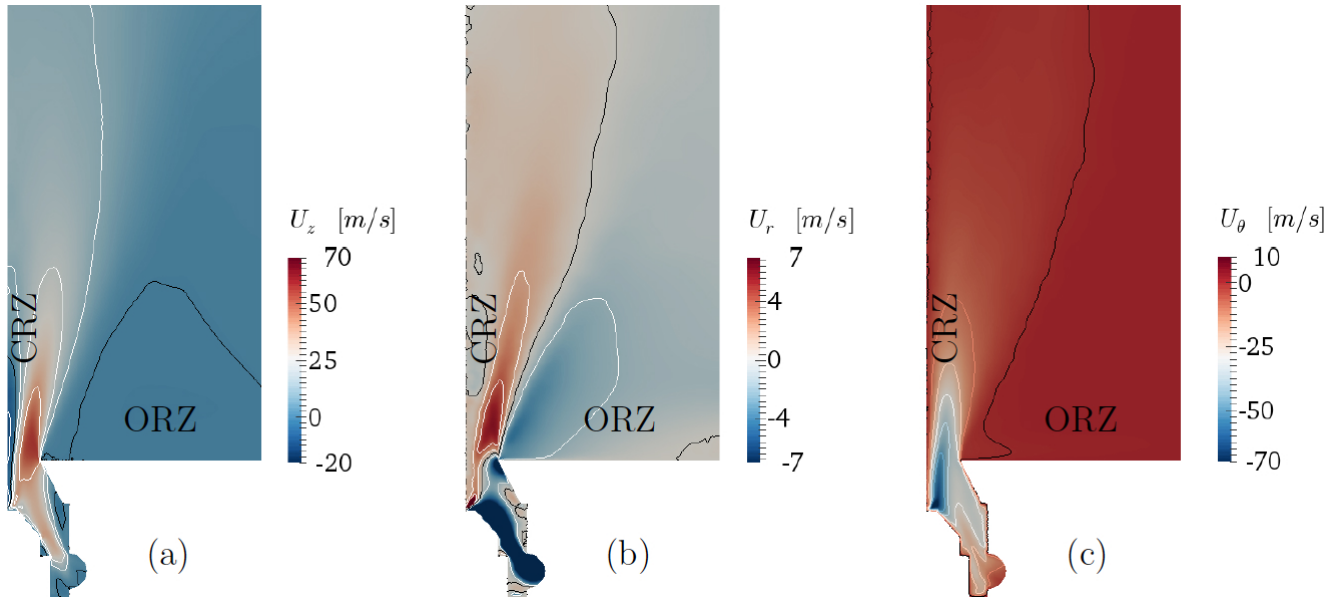 U_z [m/s]
70
50
25
0
-20
CRZ
ORZ
(a)
U_r [m/s]
7
4
0
-4
-7
CRZ
ORZ
(b)
U_θ [m/s]
10
0
-25
-50
-70
CRZ
ORZ
(c)